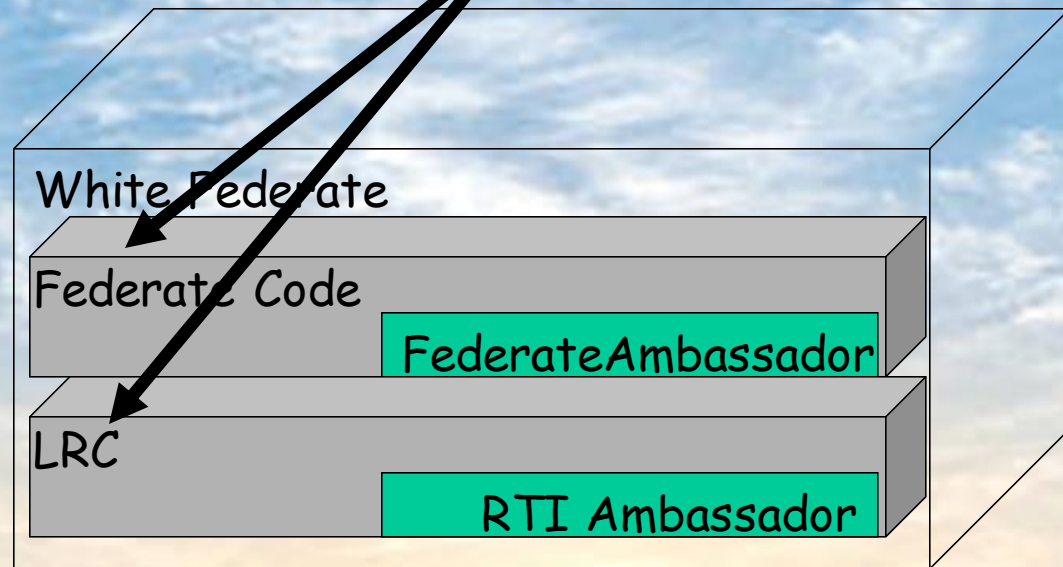 White Federate
Federate Code
FederateAmbassador
LRC
RTI Ambassador